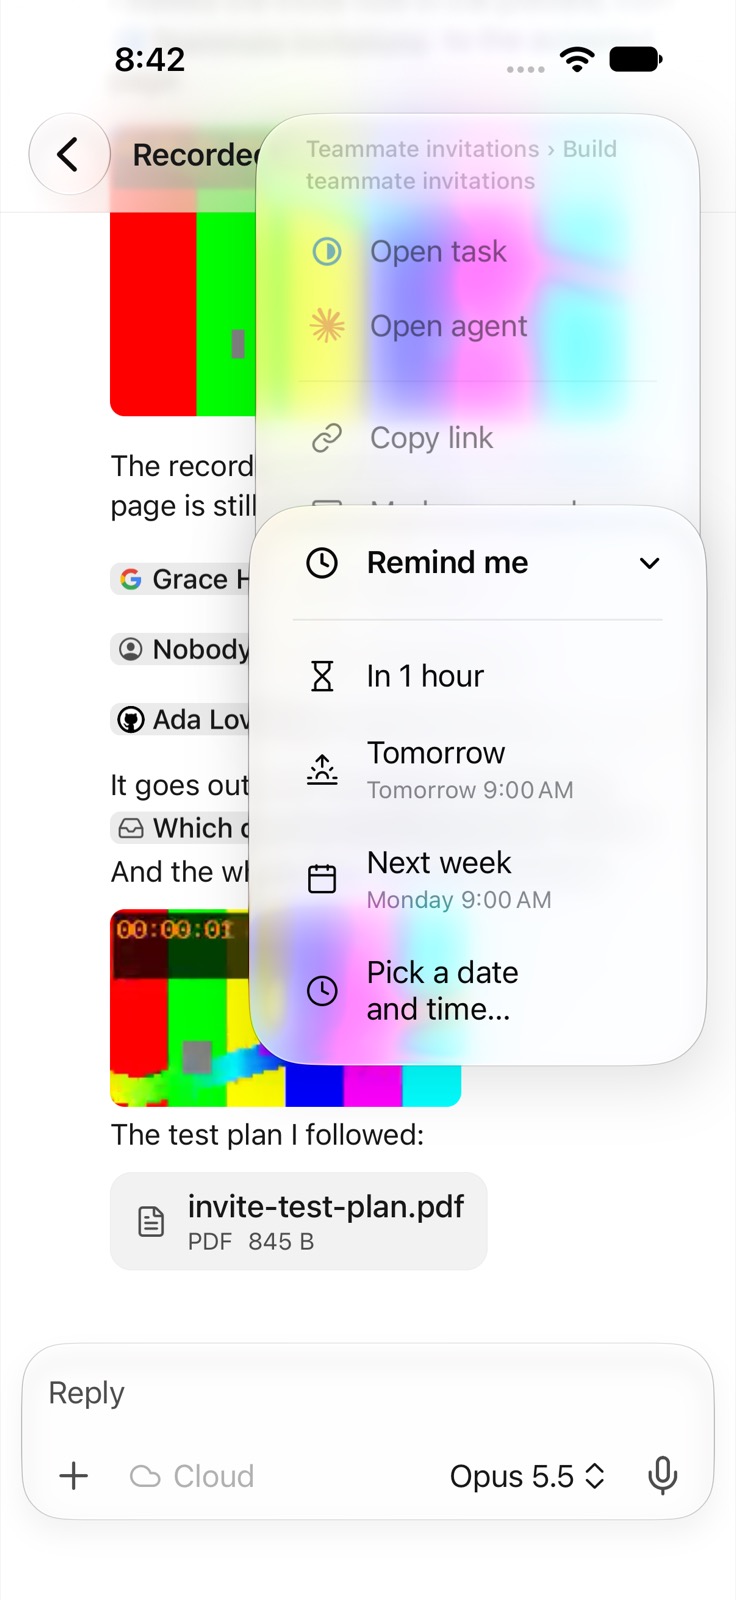 8:42
Recorded
Teammate invitations › Build
teammate invitations
Open task
Open agent
Copy link
The record
page is still
Remind me
Grace H
Nobody
In 1 hour
Ada Lov
Tomorrow
Tomorrow 9:00 AM
It goes out
Which
And the wh
Next week
Monday 9:00 AM
00:00:01
Pick a date
and time...
The test plan I followed:
invite-test-plan.pdf
PDF 845 B
Reply
Cloud
Opus 5.5